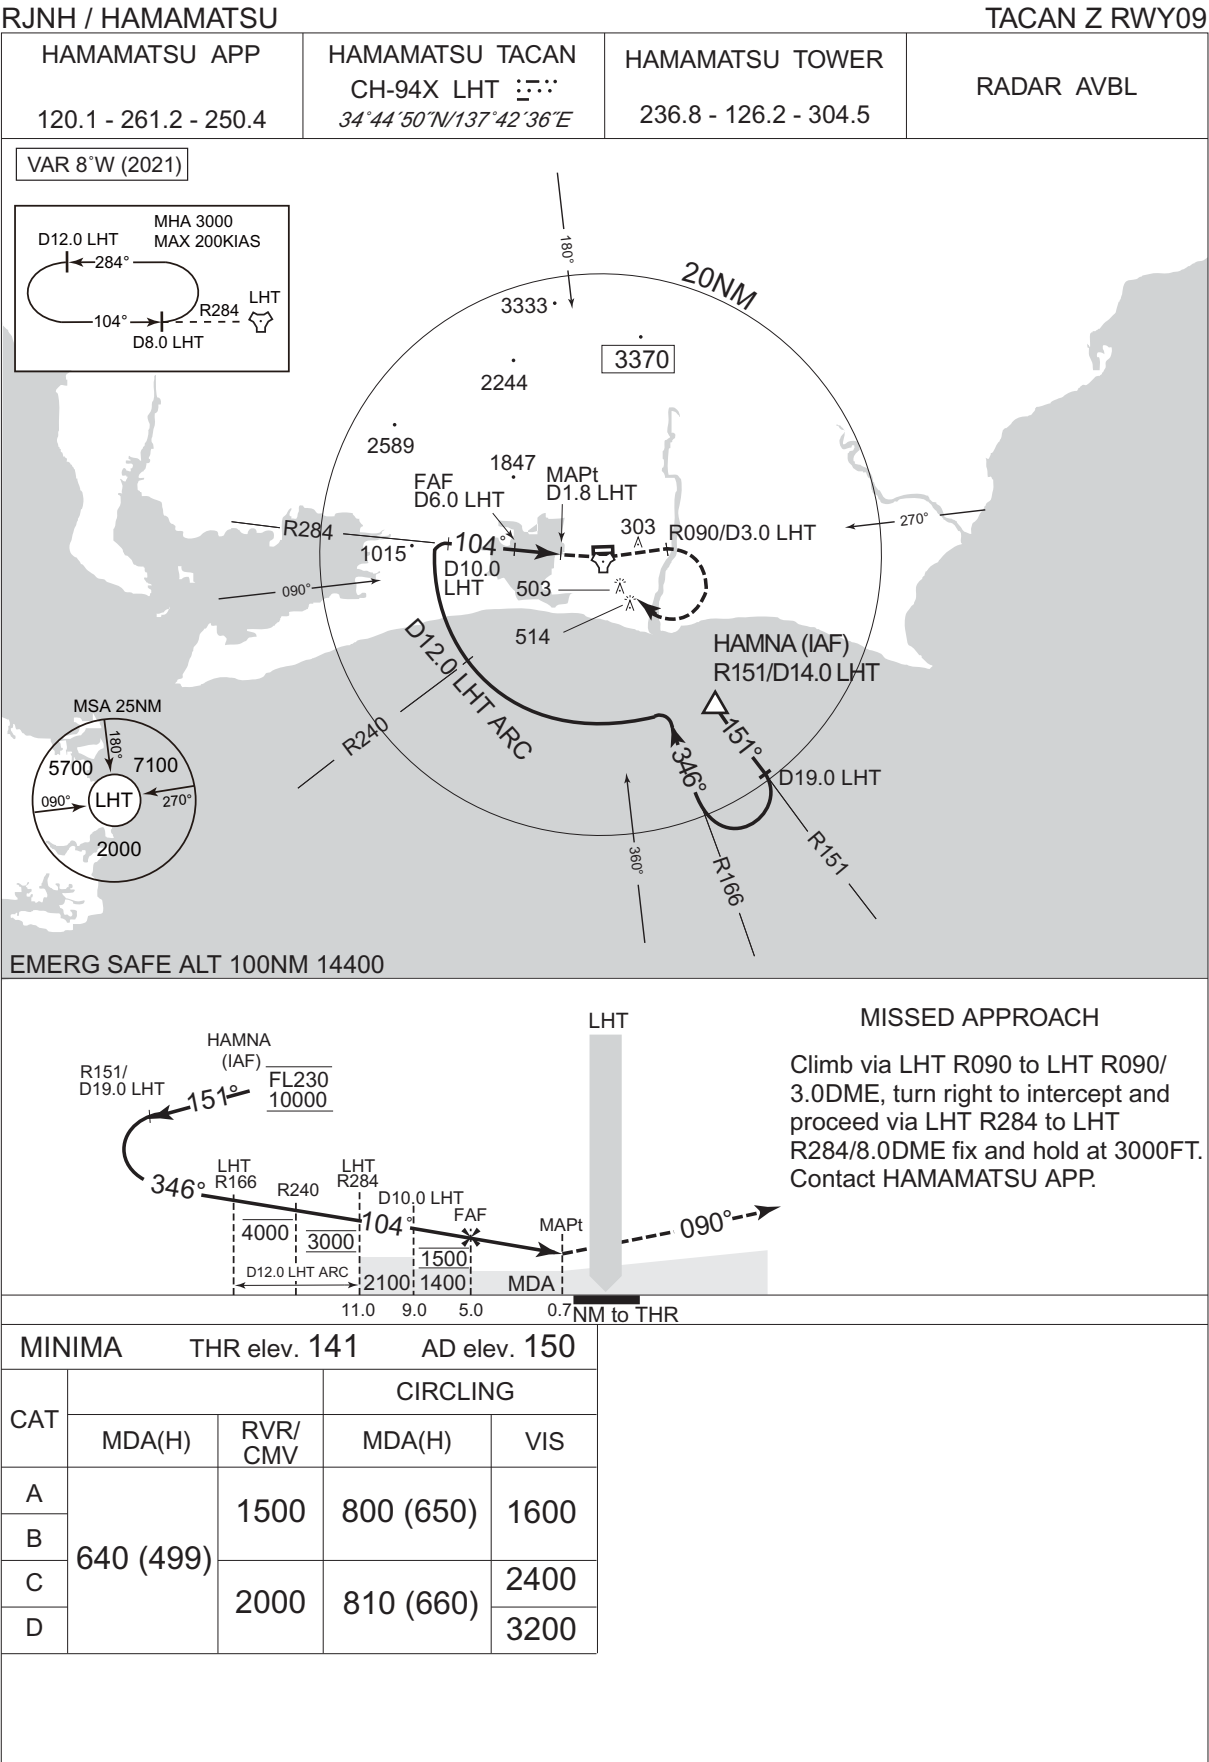 RJNH / HAMAMATSU
TACAN Z RWY09
HAMAMATSU APP
120.1 - 261.2 - 250.4
HAMAMATSU TACAN
CH-94X LHT
34°44´50˝N/137°42´36˝E
HAMAMATSU TOWER
236.8 - 126.2 - 304.5
RADAR AVBL
VAR 8°W (2021)
MHA 3000
MAX 200KIAS
D12.0 LHT
284°
LHT
R284
104°
D8.0 LHT
180°
20NM
3333
3370
2244
2589
1847
FAF
D6.0 LHT
MAPt
D1.8 LHT
270°
R284
303
R090/D3.0 LHT
104°
1015
D10.0
LHT
090°
503
514
D12.0 LHT ARC
HAMNA (IAF)
R151/D14.0 LHT
R240
151°
346°
D19.0 LHT
360°
R166
R151
MSA 25NM
180°
5700
7100
090°
LHT
270°
2000
EMERG SAFE ALT 100NM 14400
LHT
HAMNA
(IAF)
FL230
10000
R151/
D19.0 LHT
151°
346°
LHT
R166
R240
LHT
R284
D10.0 LHT
FAF
MAPt
104°
090°
4000
3000
1500
D12.0 LHT ARC
2100
1400
MDA
11.0
9.0
5.0
0.7
NM to THR
MISSED APPROACH
Climb via LHT R090 to LHT R090/
3.0DME, turn right to intercept and
proceed via LHT R284 to LHT
R284/8.0DME fix and hold at 3000FT.
Contact HAMAMATSU APP.
MINIMA THR elev. 141 AD elev. 150
CAT
CIRCLING
MDA(H)
RVR/
CMV
MDA(H)
VIS
A
B
C
D
640 (499)
1500
2000
800 (650)
810 (660)
1600
2400
3200